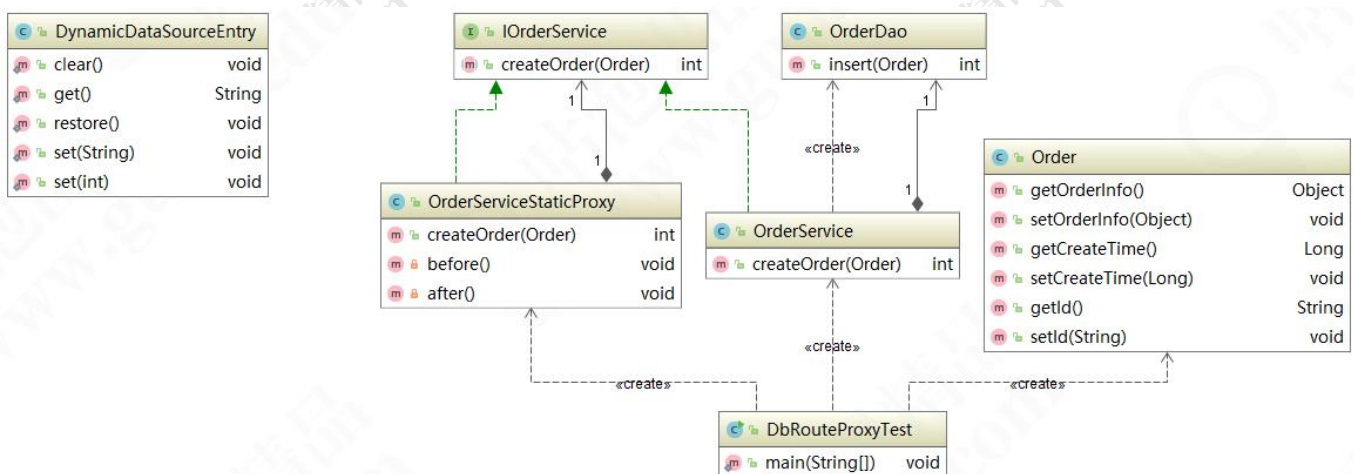 DynamicDataSourceEntry
clear() void
get() String
restore() void
set(String) void
set(int) void
IOrderService
createOrder(Order) int
OrderDao
insert(Order) int
1
1
1
1
«create»
Order
getOrderInfo() Object
setOrderInfo(Object) void
getCreateTime() Long
setCreateTime(Long) void
getId() String
setId(String) void
OrderServiceStaticProxy
createOrder(Order) int
before() void
after() void
OrderService
createOrder(Order) int
«create»
«create»
«create»
DbRouteProxyTest
main(String[]) void